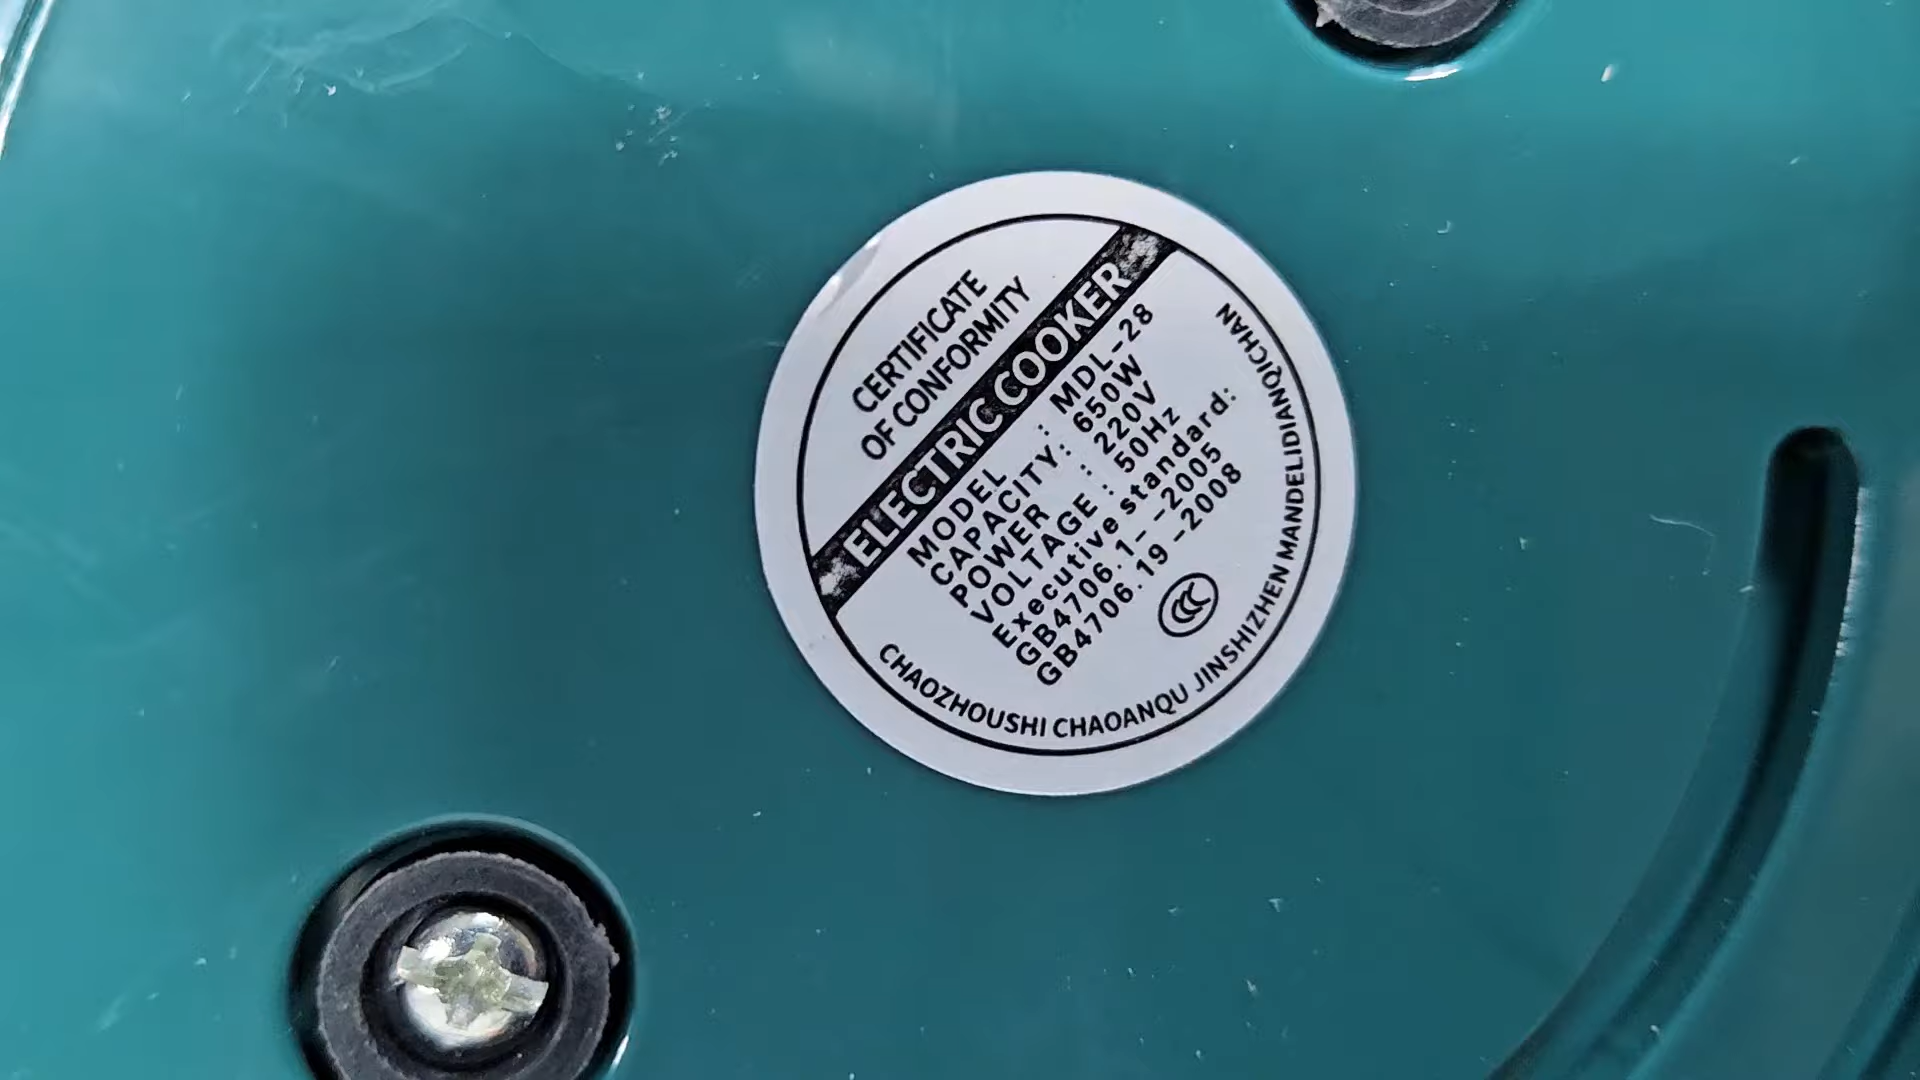 CERTIFICATE
OF CONFORMITY
ELECTRIC COOKER
MODEL : MDL-28
CAPACITY: 650W
POWER : 220V
VOLTAGE : 50Hz
Executive standard:
GB4706.1--2005
GB4706.19-2008
CHAOZHOUSHI CHAOANQU JINSHIZHEN MANDELIDIANQICHAN